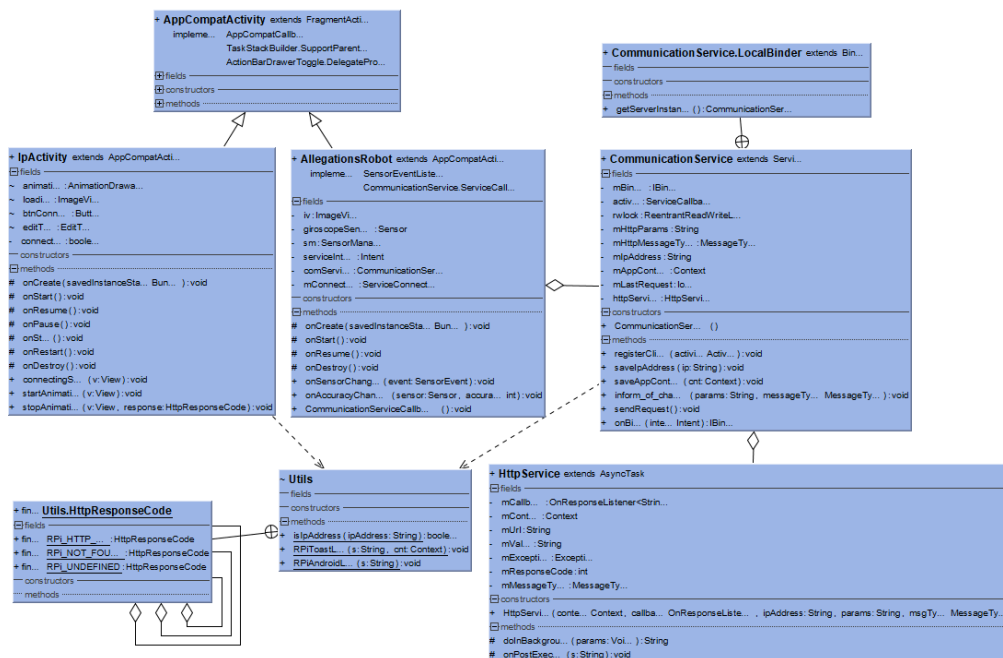 + AppCompatActivity extends FragmentActi...
impleme... AppCompatCallb...
TaskStackBuilder.SupportParent...
ActionBarDrawerToggle.DelegatePro...
fields
constructors
methods
+ CommunicationService.LocalBinder extends Bin...
fields
constructors
methods
+ getServerInstan... ():CommunicationSer...
+ IpActivity extends AppCompatActi...
fields
~ animati... :AnimationDrawa...
~ loadi... :ImageVi...
~ btnConn... :Butt...
~ editT... :EditT...
- connect... :boole...
constructors
methods
# onCreate(savedInstanceSta... Bun... ):void
# onStart():void
# onResume():void
# onPause():void
# onSt... ():void
# onRestart():void
# onDestroy():void
+ connectingS... (v:View):void
+ startAnimati... (v:View):void
+ stopAnimati... (v:View, response:HttpResponseCode):void
+ AllegationsRobot extends AppCompatActi...
impleme... SensorEventListe...
CommunicationService.ServiceCall...
fields
- iv:ImageVi...
- giroscopeSen... :Sensor
- sm:SensorMana...
- serviceInt... :Intent
- comServi... :CommunicationSer...
- mConnect... :ServiceConnect...
constructors
methods
# onCreate(savedInstanceSta... Bun... ):void
# onStart():void
# onResume():void
# onDestroy():void
+ onSensorChang... (event:SensorEvent):void
+ onAccuracyChan... (sensor:Sensor, accura... int):void
+ CommunicationServiceCallb... ():void
+ CommunicationService extends Servi...
fields
- mBin... :IBin...
- activ... :ServiceCallba...
- rwlock:ReentrantReadWriteL...
- mHttpParams:String
- mHttpMessageTy... :MessageTy...
- mIpAddress:String
- mAppCont... :Context
- mLastRequest:lo...
- httpServi... :HttpServi...
constructors
+ CommunicationSer... ()
methods
+ registerCli... (activi... Activ... ):void
+ saveIpAddress(ip:String):void
+ saveAppCont... (cnt:Context):void
+ inform_of_cha... (params:String, messageTy... MessageTy... ):void
+ sendRequest():void
+ onBi... (inte... Intent):IBin...
~ Utils
fields
constructors
methods
+ isIpAddress(ipAddress:String):boole...
+ RPiToastL... (s:String, cnt:Context):void
+ RPiAndroidL... (s:String):void
+ fin... Utils.HttpResponseCode
fields
+ fin... RPi_HTTP_... :HttpResponseCode
+ fin... RPi_NOT_FOU... :HttpResponseCode
+ fin... RPi_UNDEFINED:HttpResponseCode
constructors
methods
+ HttpService extends AsyncTask
fields
- mCallb... :OnResponseListener<Strin...
- mCont... :Context
- mUrl:String
- mVal... :String
- mExcepti... :Excepti...
- mResponseCode:int
- mMessageTy... :MessageTy...
constructors
+ HttpServi... (conte... Context, callba... OnResponseListe... , ipAddress:String, params:String, msgTy... MessageTy...
methods
# doInBackgrou... (params:Voi... ):String
# onPostExec... (s:String):void